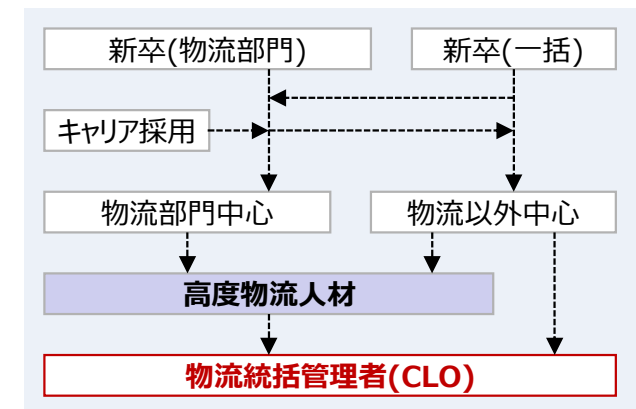 新卒(物流部門)
新卒(一括)
キャリア採用
物流部門中心
物流以外中心
高度物流人材
物流統括管理者(CLO)